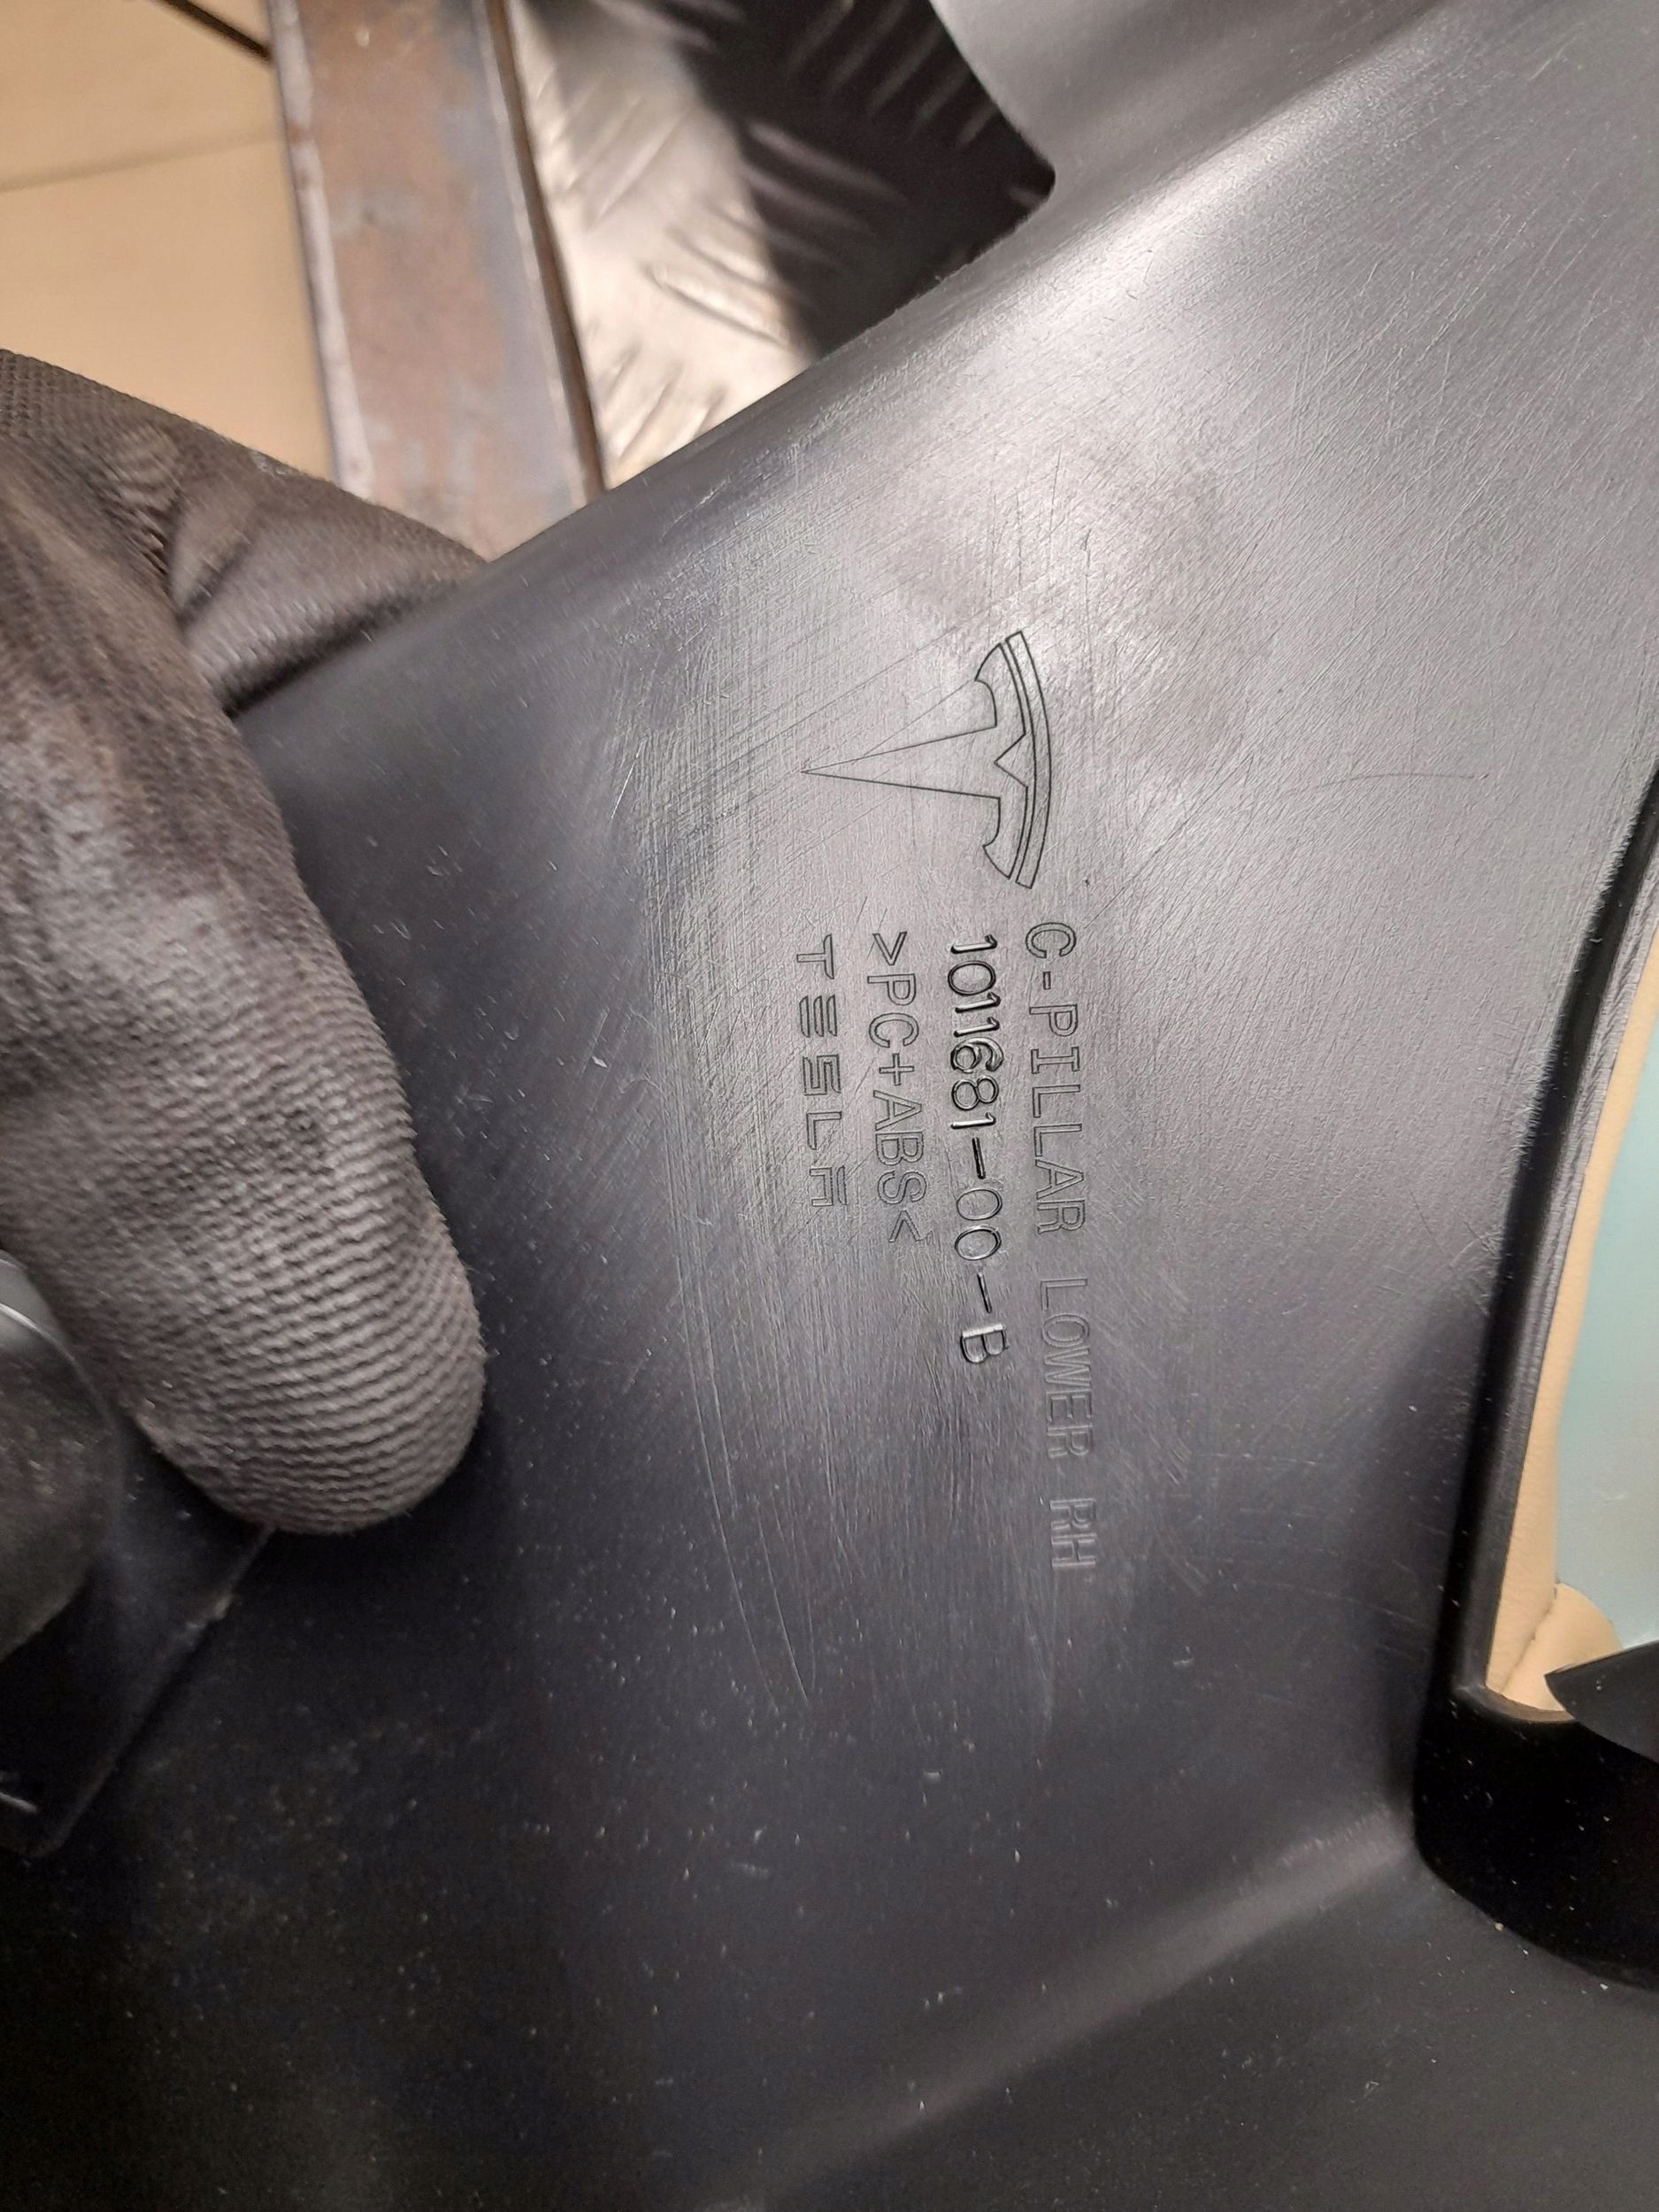 C-PILLAR LOWER RH
1011681-00-B
>PC+ABS<
TESLA